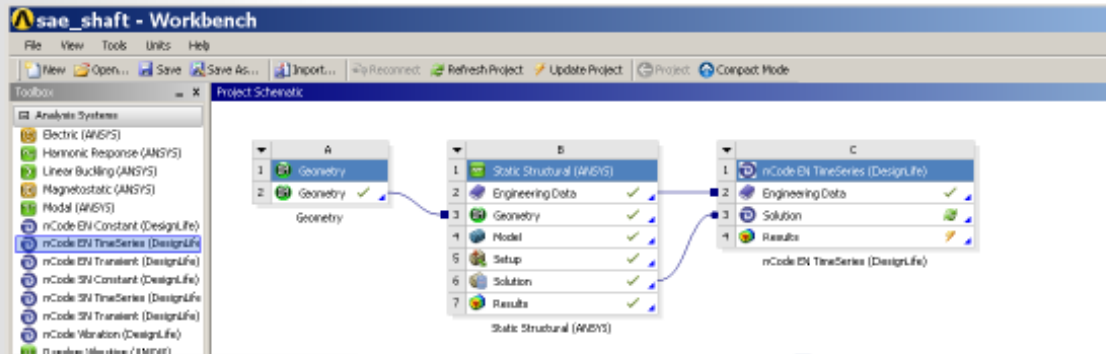 sae_shaft - Workbench
File View Tools Units Help
New Open... Save Save As... Import... Reconnect Refresh Project Update Project Project Compact Mode
Toolbox
Project Schematic
Analysis Systems
Electric (ANSYS)
Harmonic Response (ANSYS)
Linear Buckling (ANSYS)
Magnetostatic (ANSYS)
Modal (ANSYS)
nCode EN Constant (DesignLife)
nCode EN TimeSeries (DesignLife
nCode EN Transient (DesignLife)
nCode SN Constant (DesignLife)
nCode SN TimeSeries (DesignLife
nCode SN Transient (DesignLife)
nCode Vibration (DesignLife)
A
1 Geometry
2 Geometry
Geometry
B
1 Static Structural (ANSYS)
2 Engineering Data
3 Geometry
4 Model
5 Setup
6 Solution
7 Results
Static Structural (ANSYS)
C
1 nCode EN TimeSeries (DesignLife)
2 Engineering Data
3 Solution
4 Results
nCode EN TimeSeries (DesignLife)